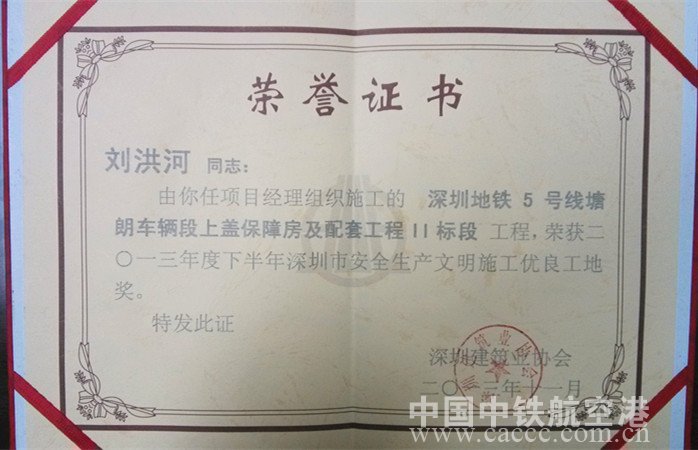 荣誉证书
刘洪河 同志:
由你任项目经理组织施工的 深圳地铁 5 号线塘
朗车辆段上盖保障房及配套工程 II 标段 工程,荣获二
〇一三年度下半年深圳市安全生产文明施工优良工地
奖。
特发此证
深圳建筑业协会
二〇一三年十一月
中国中铁航空港
www.caccc.com.cn